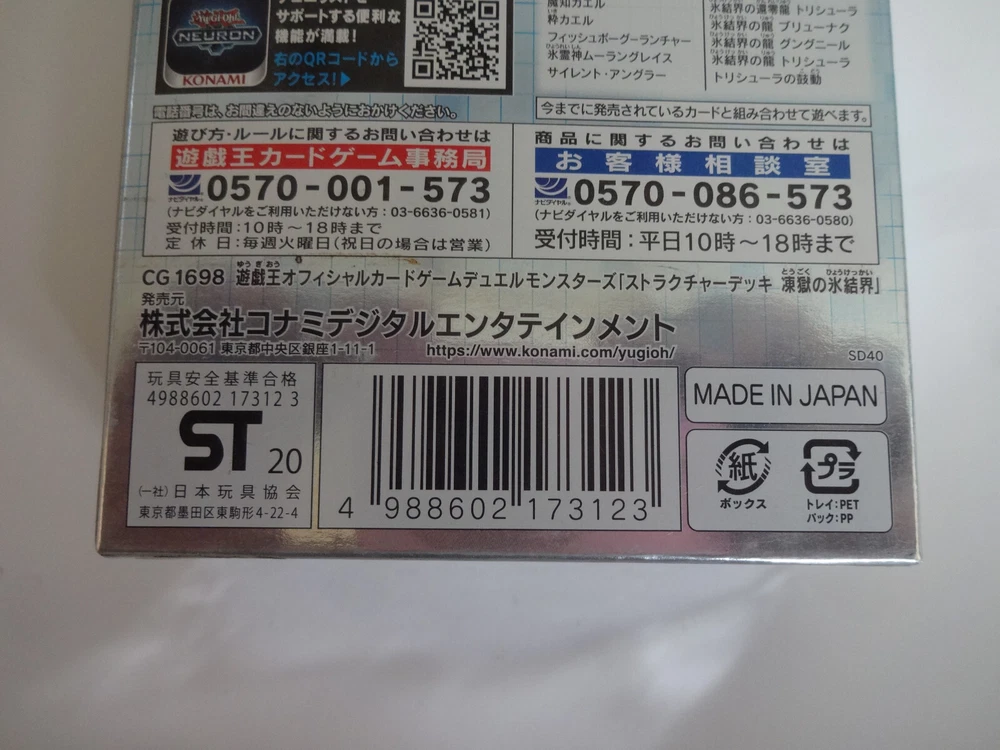 サポートする便利な
機能が満載!
右のQRコードから
アクセス!▶
Yu-Gi-Oh!
NEURON
KONAMI
魔知カエル
粋カエル
フィッシュボーグーランチャー
氷霊神ムーラングレイス
サイレント・アングラー
氷結界の還零龍 トリシューラ
氷結界の龍 ブリューナク
氷結界の龍 グングニール
氷結界の龍 トリシューラ
トリシューラの鼓動
電話番号は、お間違えのないようにおかけください。
今までに発売されているカードと組み合わせて遊べます。
遊び方・ルールに関するお問い合わせは
遊戯王カードゲーム事務局
ナビダイヤル 0570-001-573
(ナビダイヤルをご利用いただけない方:03-6636-0581)
受付時間:10時~18時まで
定休日:毎週火曜日(祝日の場合は営業)
商品に関するお問い合わせは
お客様相談室
ナビダイヤル 0570-086-573
(ナビダイヤルをご利用いただけない方:03-6636-0580)
受付時間:平日10時~18時まで
CG1698 遊戯王オフィシャルカードゲームデュエルモンスターズ「ストラクチャーデッキ 凍獄の氷結界」
発売元
株式会社コナミデジタルエンタテインメント
〒104-0061 東京都中央区銀座1-11-1 https://www.konami.com/yugioh/
SD40
玩具安全基準合格
4988602 17312 3
ST 20
(一社)日本玩具協会
東京都墨田区東駒形4-22-4
4 988602 173123
MADE IN JAPAN
紙
ボックス
プラ
トレイ:PET
パック:PP